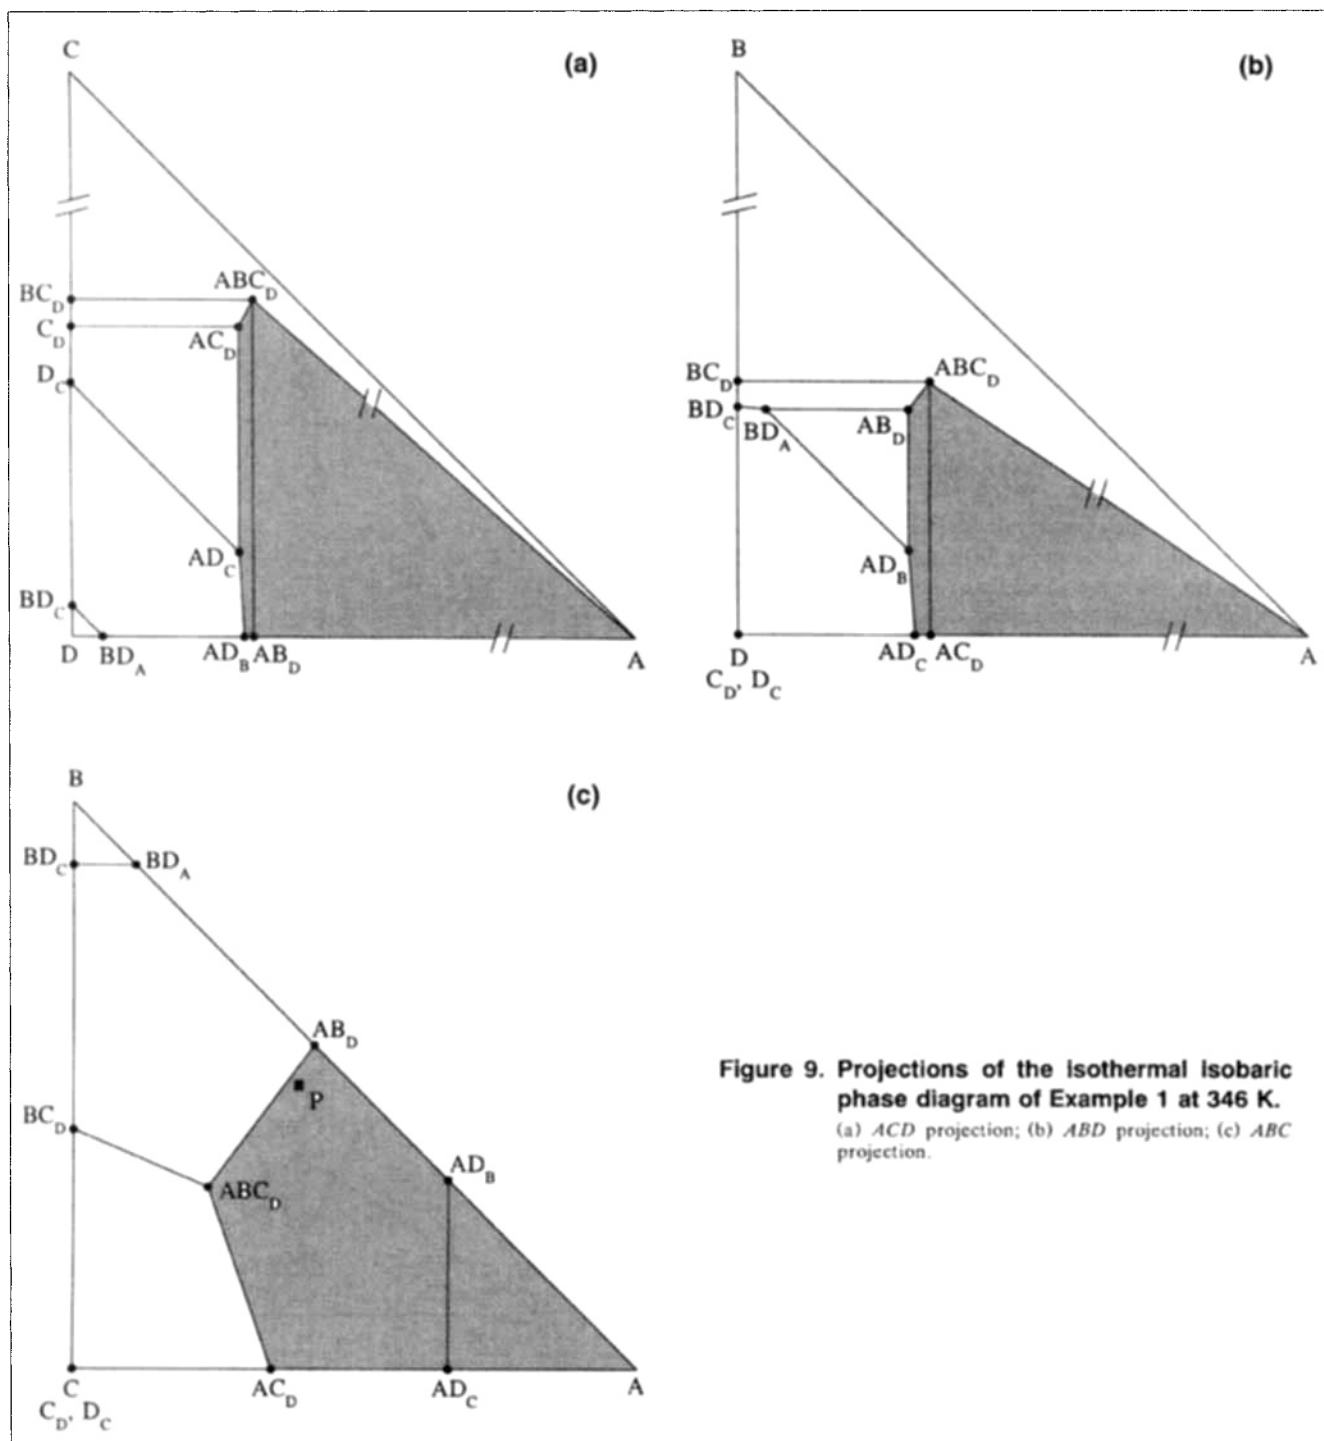 C
(a)
ABC_D
BC_D
C_D
AC_D
D_C
AD_C
BD_C
D
BD_A
AD_B
AB_D
A
B
(b)
BC_D
ABC_D
BD_C
BD_A
AB_D
AD_B
D
AD_C
AC_D
A
C_D, D_C
B
(c)
BD_C
BD_A
AB_D
P
BC_D
AD_B
ABC_D
C
AC_D
AD_C
A
C_D, D_C
Figure 9. Projections of the isothermal isobaric
phase diagram of Example 1 at 346 K.
(a) ACD projection; (b) ABD projection; (c) ABC
projection.